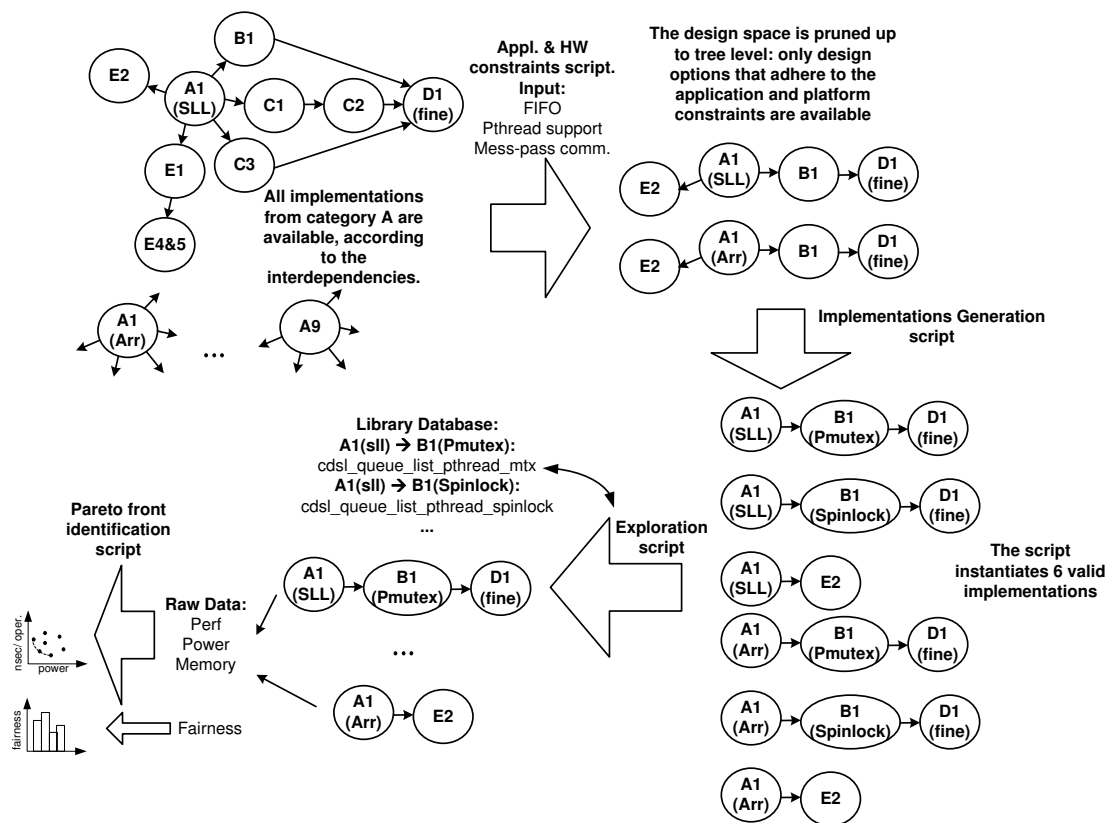 B1
E2
A1
(SLL)
C1
C2
D1
(fine)
E1
C3
E4&5
All implementations
from category A are
available, according
to the
interdependencies.
A1
(Arr)
...
A9
Appl. & HW
constraints script.
Input:
FIFO
Pthread support
Mess-pass comm.
The design space is pruned up
to tree level: only design
options that adhere to the
application and platform
constraints are available
E2
A1
(SLL)
B1
D1
(fine)
E2
A1
(Arr)
B1
D1
(fine)
Implementations Generation
script
A1
(SLL)
B1
(Pmutex)
D1
(fine)
A1
(SLL)
B1
(Spinlock)
D1
(fine)
A1
(SLL)
E2
A1
(Arr)
B1
(Pmutex)
D1
(fine)
A1
(Arr)
B1
(Spinlock)
D1
(fine)
A1
(Arr)
E2
The script
instantiates 6 valid
implementations
Exploration
script
Library Database:
A1(sll) → B1(Pmutex):
cdsl_queue_list_pthread_mtx
A1(sll) → B1(Spinlock):
cdsl_queue_list_pthread_spinlock
...
A1
(SLL)
B1
(Pmutex)
D1
(fine)
...
A1
(Arr)
E2
Raw Data:
Perf
Power
Memory
Fairness
Pareto front
identification
script
nsec/ oper.
power
fairness